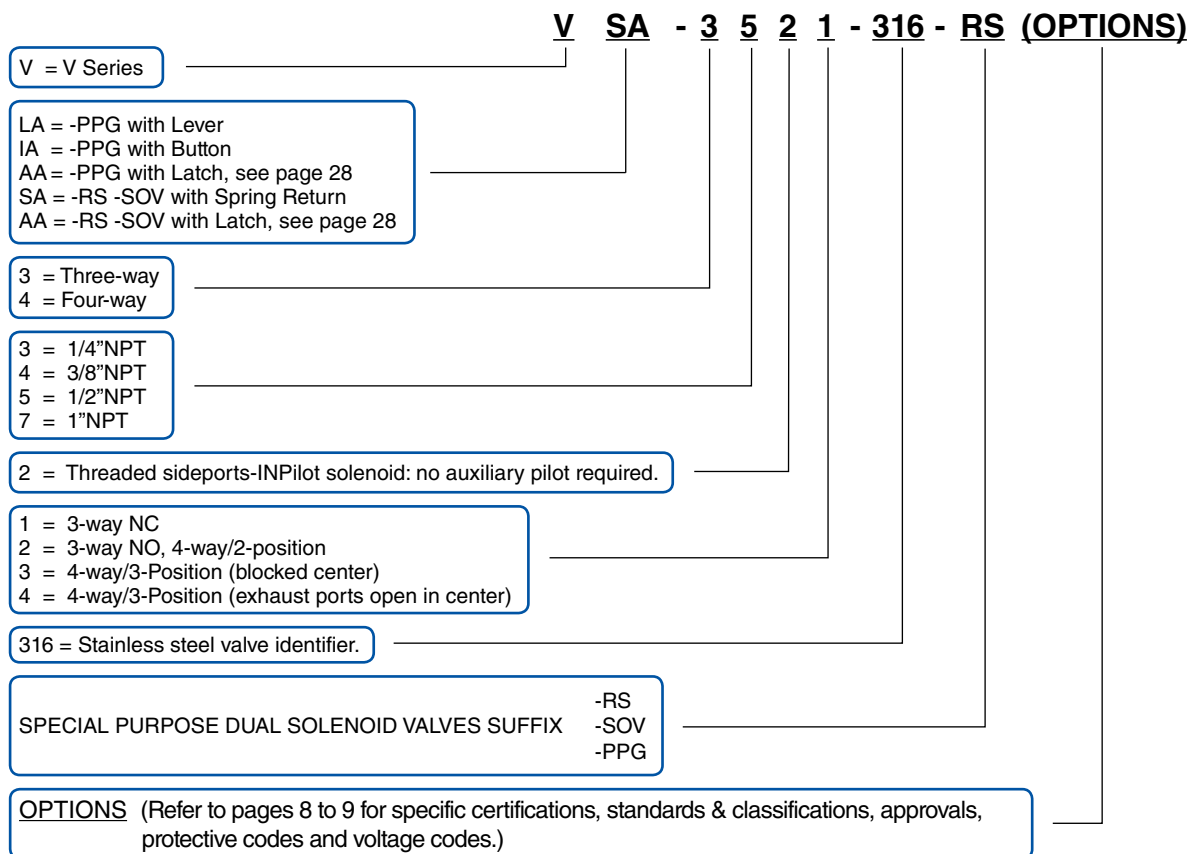 V SA - 3 5 2 1 - 316 - RS (OPTIONS)
V = V Series
LA = -PPG with Lever
IA = -PPG with Button
AA = -PPG with Latch, see page 28
SA = -RS -SOV with Spring Return
AA = -RS -SOV with Latch, see page 28
3 = Three-way
4 = Four-way
3 = 1/4”NPT
4 = 3/8”NPT
5 = 1/2”NPT
7 = 1”NPT
2 = Threaded sideports-INPilot solenoid: no auxiliary pilot required.
1 = 3-way NC
2 = 3-way NO, 4-way/2-position
3 = 4-way/3-Position (blocked center)
4 = 4-way/3-Position (exhaust ports open in center)
316 = Stainless steel valve identifier.
-RS
SPECIAL PURPOSE DUAL SOLENOID VALVES SUFFIX -SOV
-PPG
OPTIONS (Refer to pages 8 to 9 for specific certifications, standards & classifications, approvals,
protective codes and voltage codes.)